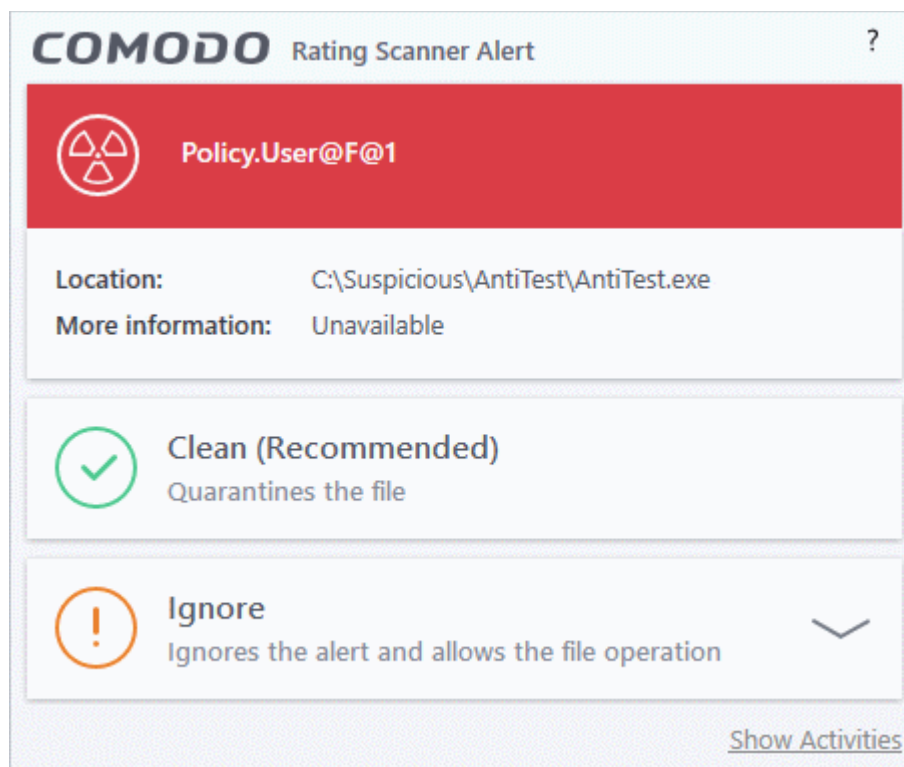 COMODO Rating Scanner Alert ?
Policy.User@F@1
Location: C:\Suspicious\AntiTest\AntiTest.exe
More information: Unavailable
Clean (Recommended)
Quarantines the file
Ignore
Ignores the alert and allows the file operation
Show Activities